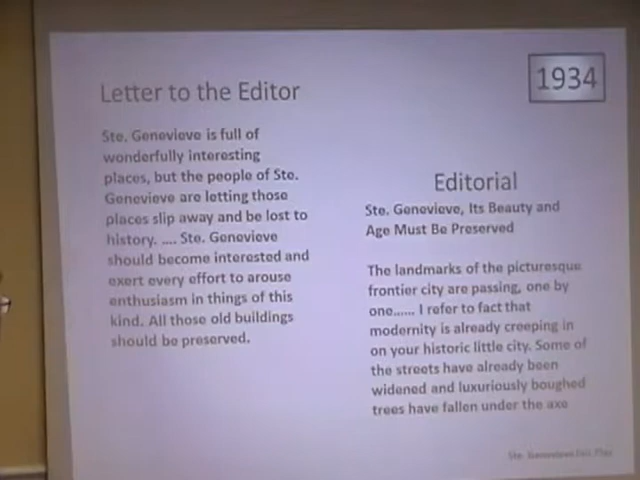 1934
Letter to the Editor
Ste. Genevieve is full of
wonderfully interesting
places, but the people of Ste.
Genevieve are letting those
places slip away and be lost to
history. .... Ste. Genevieve
should become interested and
exert every effort to arouse
enthusiasm in things of this
kind. All those old buildings
should be preserved.
Editorial
Ste. Genevieve, Its Beauty and
Age Must Be Preserved
The landmarks of the picturesque
frontier city are passing, one by
one...... I refer to fact that
modernity is already creeping in
on your historic little city. Some of
the streets have already been
widened and luxuriously boughed
trees have fallen under the axe
Ste. Genevieve Fair Play